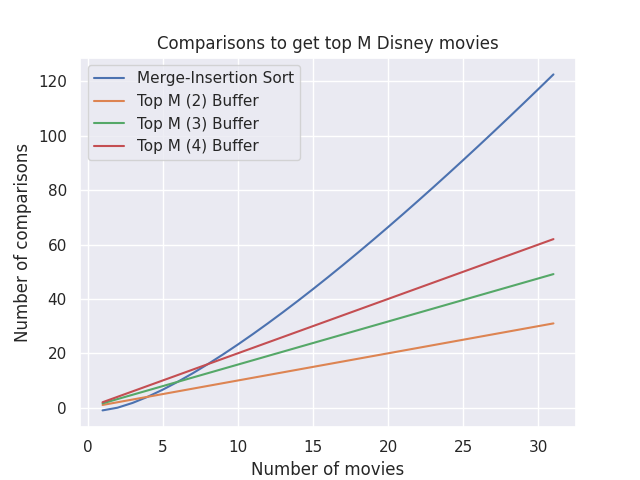 Comparisons to get top M Disney movies
Merge-Insertion Sort
Top M (2) Buffer
Top M (3) Buffer
Top M (4) Buffer
Number of comparisons
120
100
80
60
40
20
0
0 5 10 15 20 25 30
Number of movies